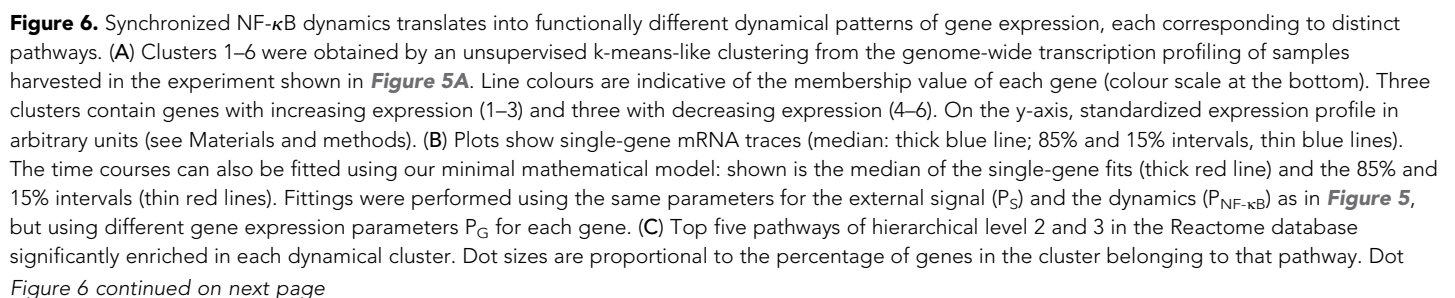 Figure 6. Synchronized NF-κB dynamics translates into functionally different dynamical patterns of gene expression, each corresponding to distinct
pathways. (A) Clusters 1–6 were obtained by an unsupervised k-means-like clustering from the genome-wide transcription profiling of samples
harvested in the experiment shown in Figure 5A. Line colours are indicative of the membership value of each gene (colour scale at the bottom). Three
clusters contain genes with increasing expression (1–3) and three with decreasing expression (4–6). On the y-axis, standardized expression profile in
arbitrary units (see Materials and methods). (B) Plots show single-gene mRNA traces (median: thick blue line; 85% and 15% intervals, thin blue lines).
The time courses can also be fitted using our minimal mathematical model: shown is the median of the single-gene fits (thick red line) and the 85% and
15% intervals (thin red lines). Fittings were performed using the same parameters for the external signal (PS) and the dynamics (PNF-κB) as in Figure 5,
but using different gene expression parameters PG for each gene. (C) Top five pathways of hierarchical level 2 and 3 in the Reactome database
significantly enriched in each dynamical cluster. Dot sizes are proportional to the percentage of genes in the cluster belonging to that pathway. Dot
Figure 6 continued on next page